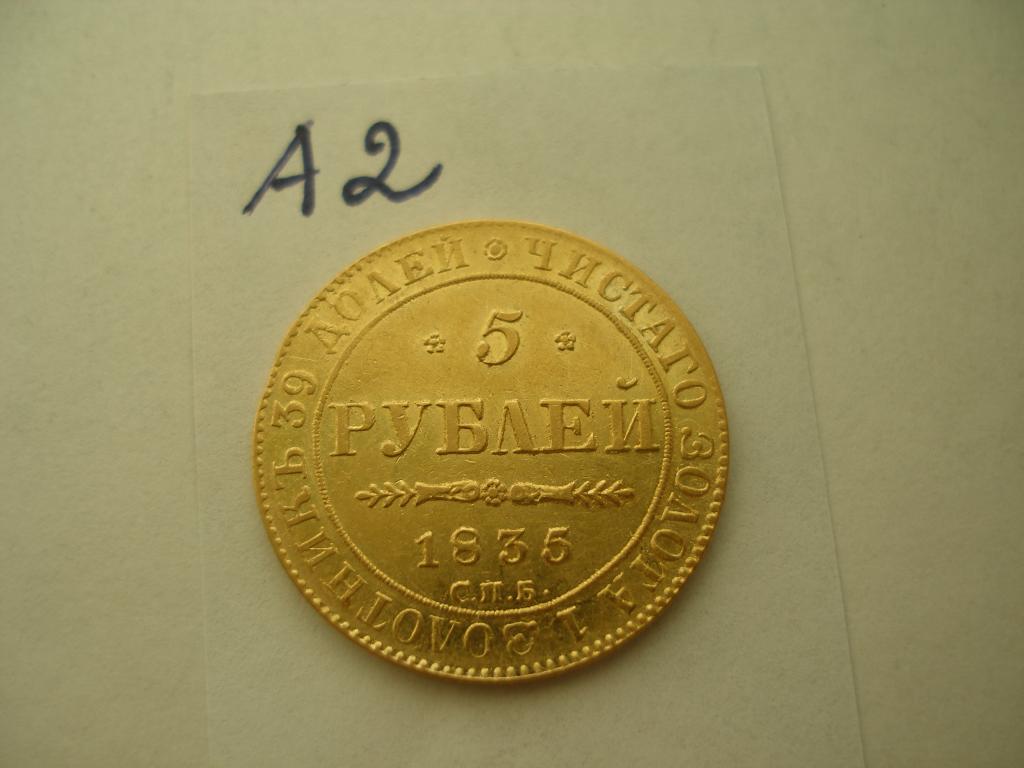 A2
ЧИСТАГО ЗОЛОТА 1 ЗОЛОТНИКЪ 39 ДОЛЕЙ
5
РУБЛЕЙ
1835
С.П.Б.